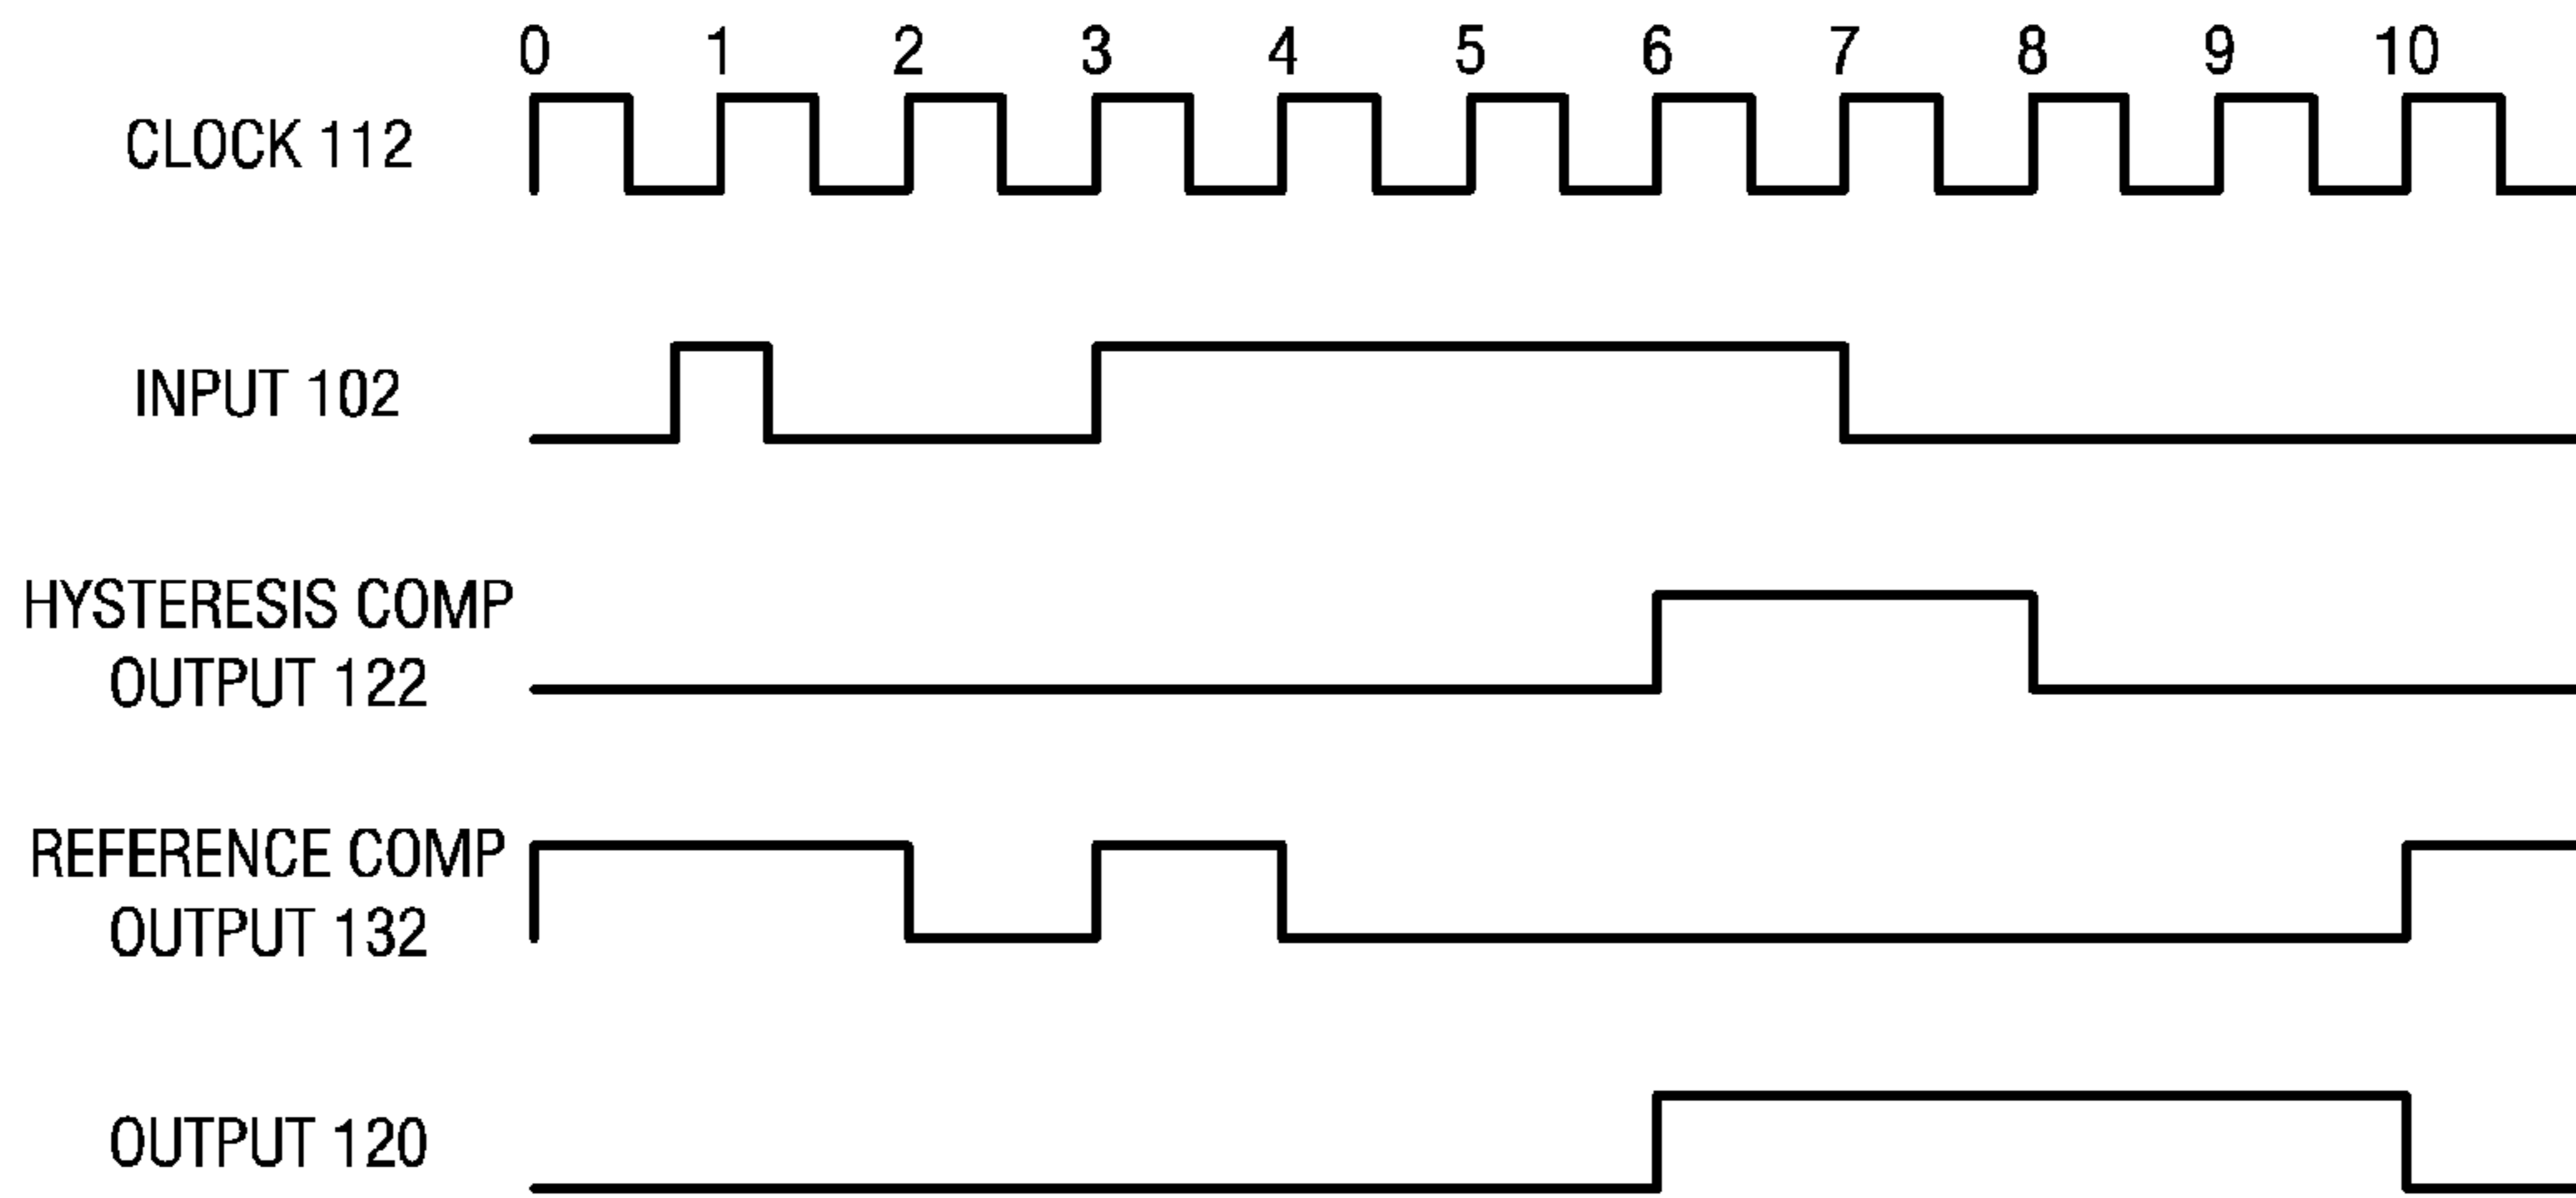 0 1 2 3 4 5 6 7 8 9 10
CLOCK 112
INPUT 102
HYSTERESIS COMP
OUTPUT 122
REFERENCE COMP
OUTPUT 132
OUTPUT 120